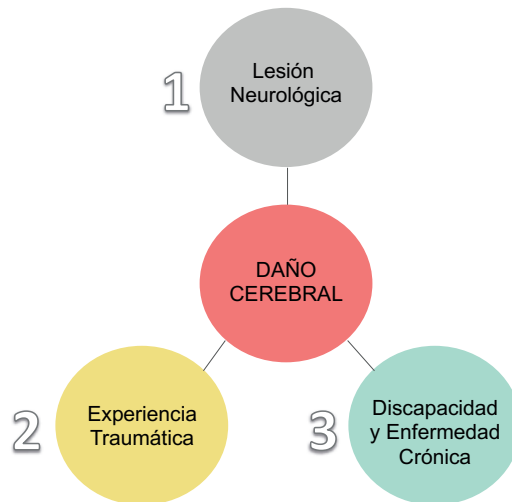 1
Lesión
Neurológica
DAÑO
CEREBRAL
2
Experiencia
Traumática
3
Discapacidad
y Enfermedad
Crónica